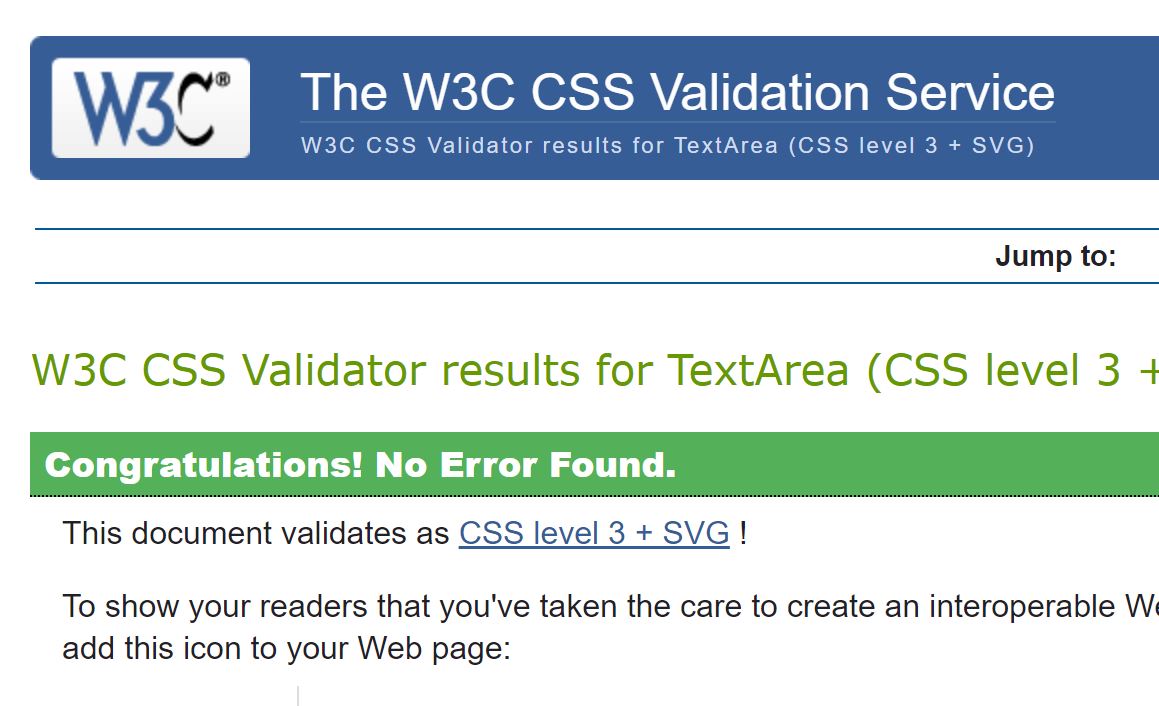 W3C®
The W3C CSS Validation Service
W3C CSS Validator results for TextArea (CSS level 3 + SVG)
Jump to:
W3C CSS Validator results for TextArea (CSS level 3 +
Congratulations! No Error Found.
This document validates as CSS level 3 + SVG !
To show your readers that you've taken the care to create an interoperable We
add this icon to your Web page: